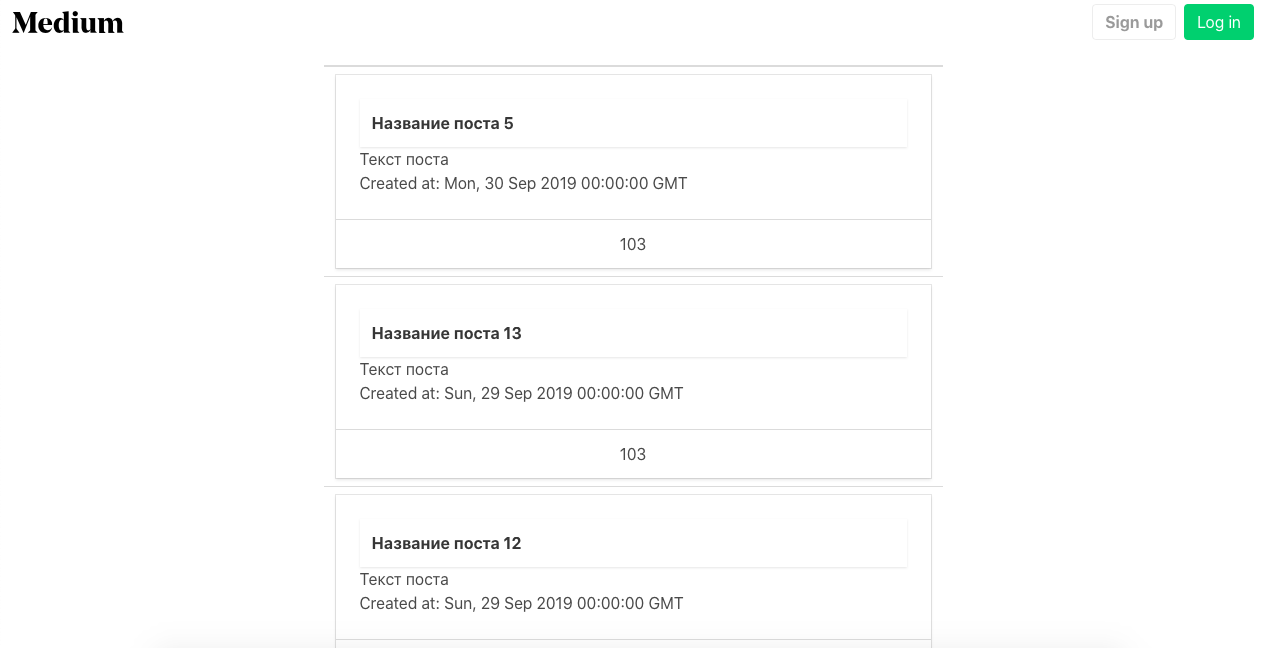 Medium
Sign up
Log in
Название поста 5
Текст поста
Created at: Mon, 30 Sep 2019 00:00:00 GMT
103
Название поста 13
Текст поста
Created at: Sun, 29 Sep 2019 00:00:00 GMT
103
Название поста 12
Текст поста
Created at: Sun, 29 Sep 2019 00:00:00 GMT